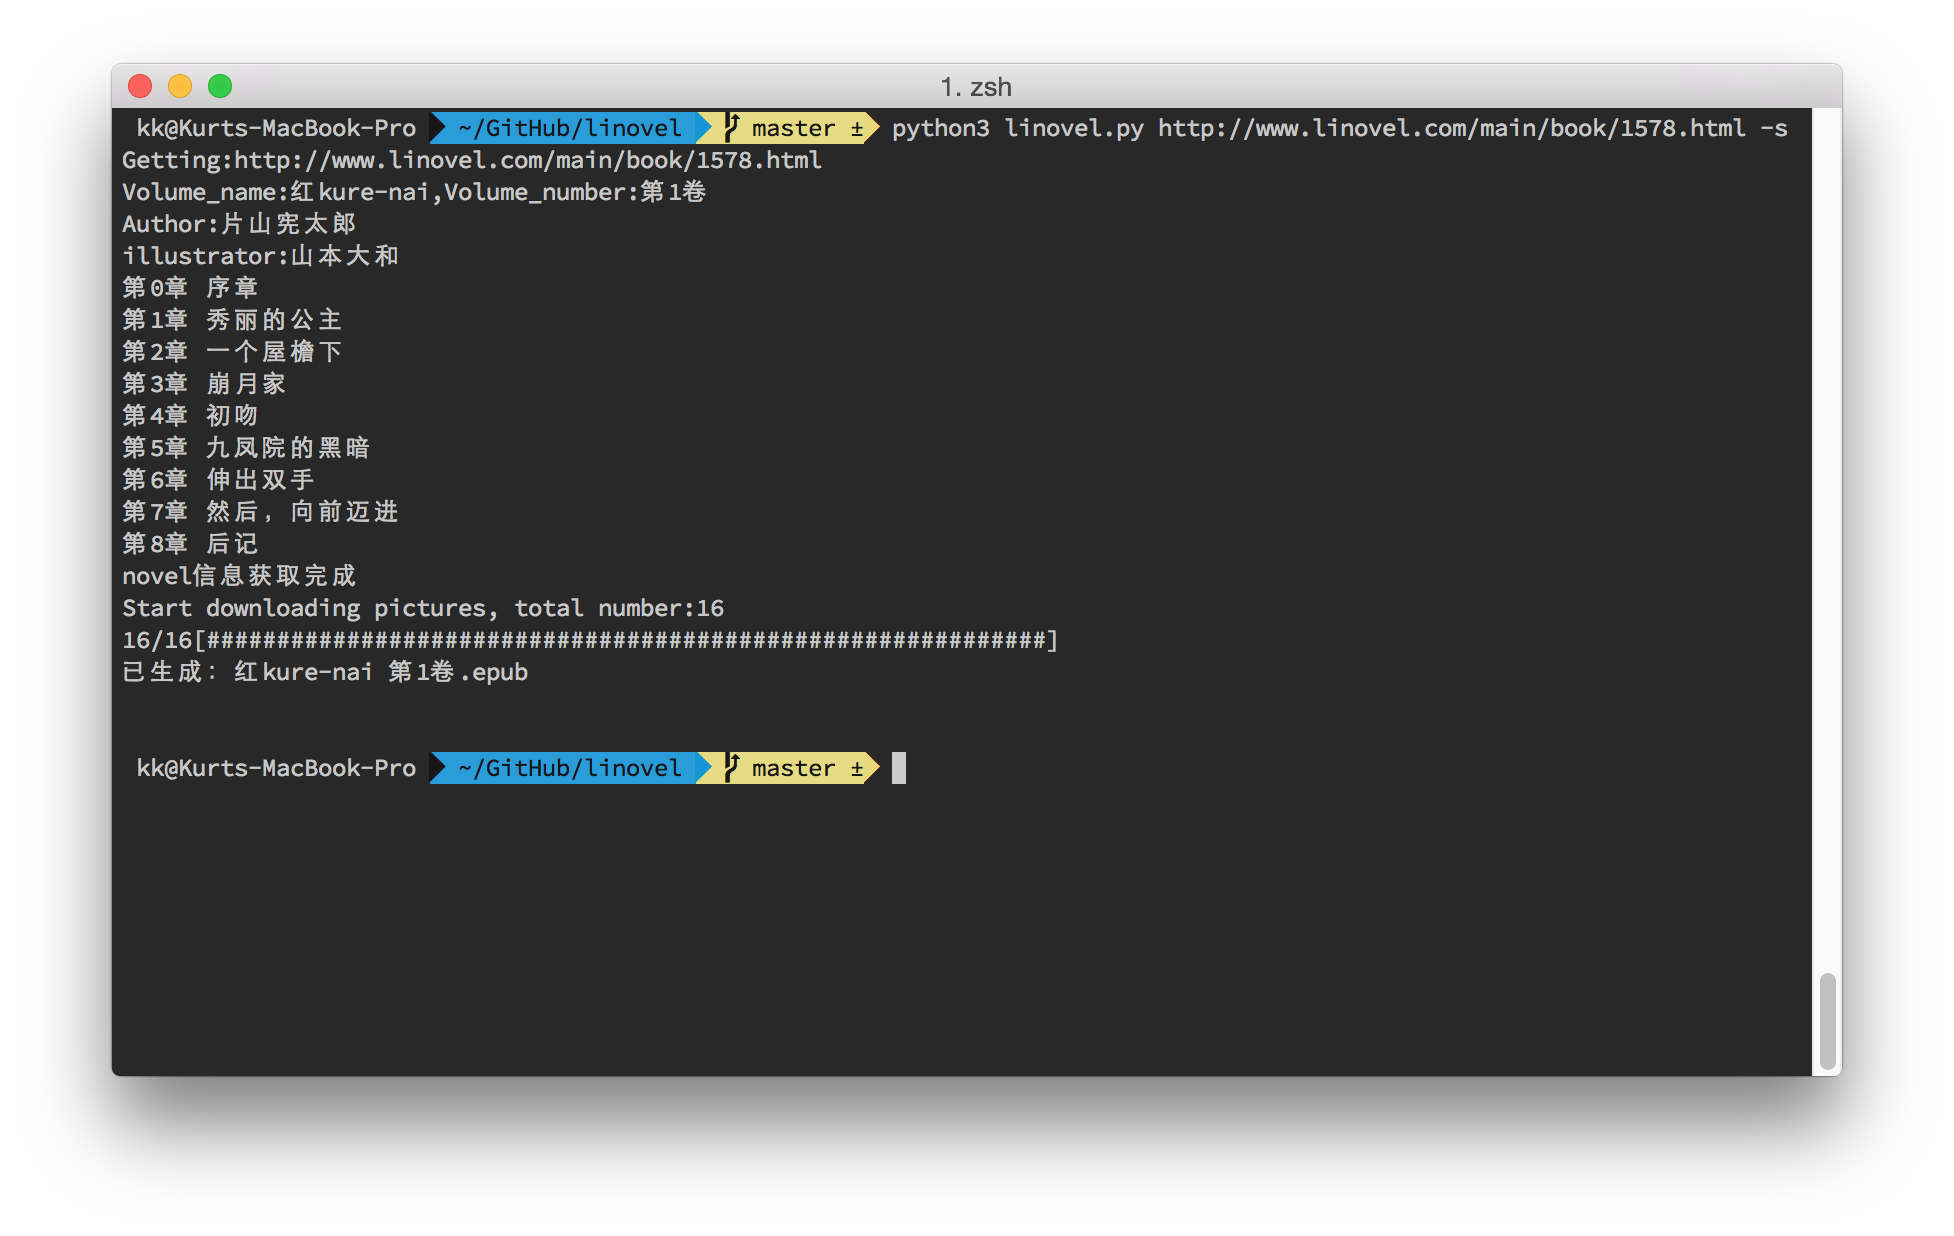 1. zsh
kk@Kurts-MacBook-Pro ~/GitHub/linovel master ± python3 linovel.py http://www.linovel.com/main/book/1578.html -s
Getting:http://www.linovel.com/main/book/1578.html
Volume_name:红kure-nai,Volume_number:第1卷
Author:片山宪太郎
illustrator:山本大和
第0章 序章
第1章 秀丽的公主
第2章 一个屋檐下
第3章 崩月家
第4章 初吻
第5章 九凤院的黑暗
第6章 伸出双手
第7章 然后，向前迈进
第8章 后记
novel信息获取完成
Start downloading pictures, total number:16
16/16[############################################################]
已生成：红kure-nai 第1卷.epub
kk@Kurts-MacBook-Pro ~/GitHub/linovel master ±